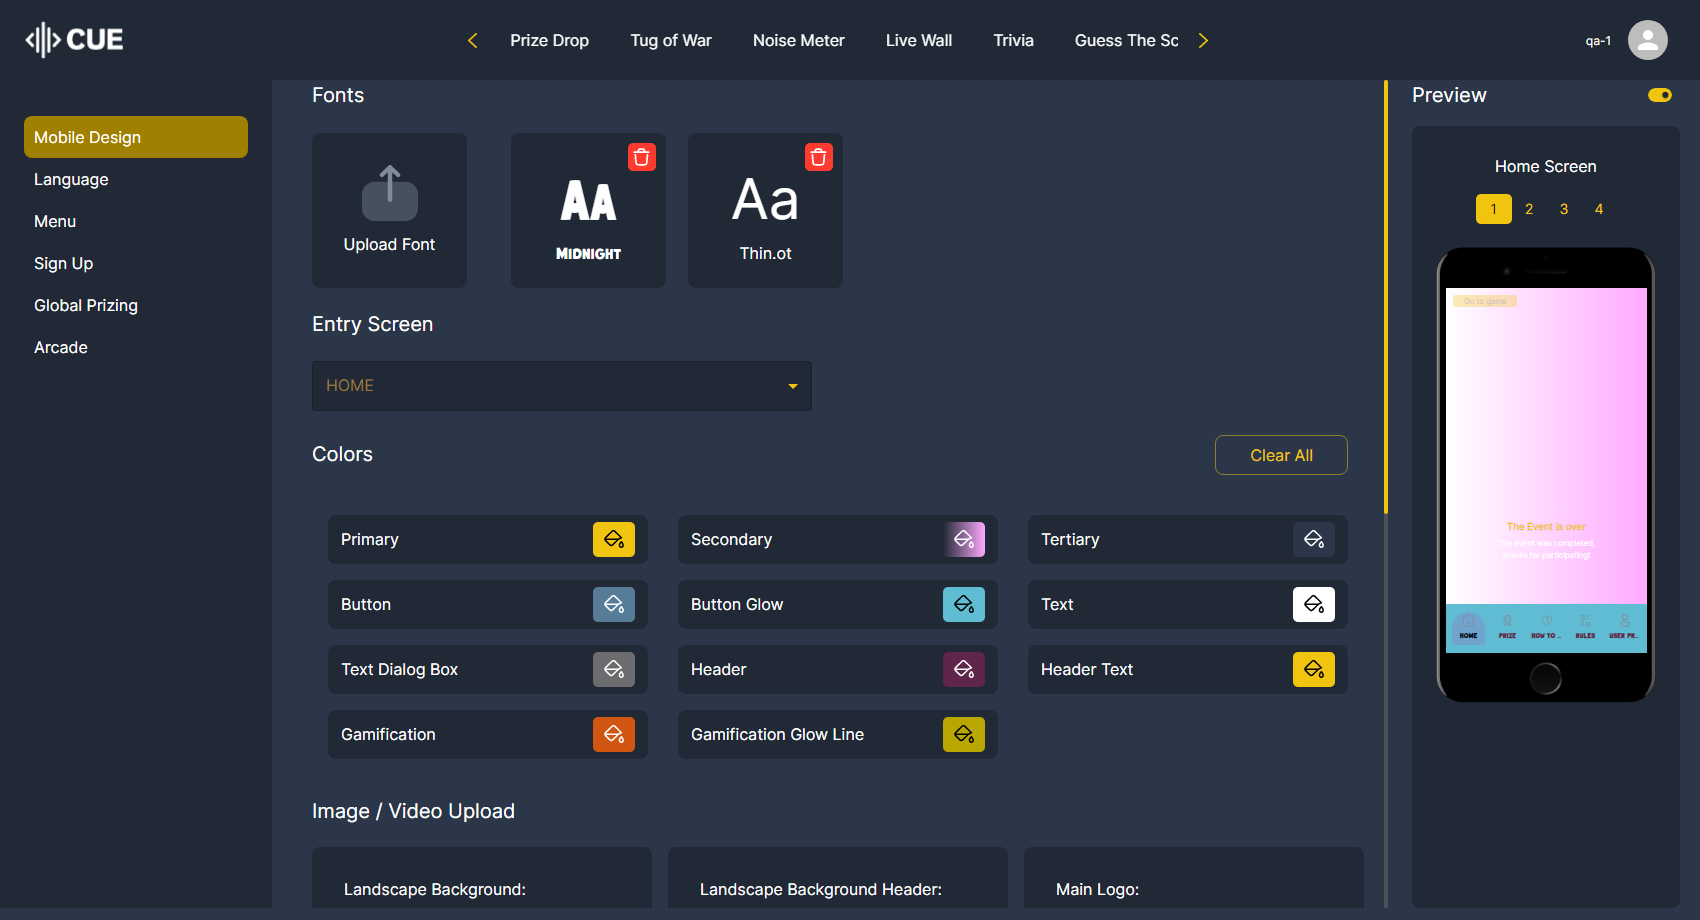 CUE
Prize Drop
Tug of War
Noise Meter
Live Wall
Trivia
Guess The Sc
qa-1
Mobile Design
Language
Menu
Sign Up
Global Prizing
Arcade
Fonts
Upload Font
AA
MIDNIGHT
Aa
Thin.ot
Entry Screen
HOME
Colors
Clear All
Primary
Secondary
Tertiary
Button
Button Glow
Text
Text Dialog Box
Header
Header Text
Gamification
Gamification Glow Line
Image / Video Upload
Landscape Background:
Landscape Background Header:
Main Logo:
Preview
Home Screen
1 2 3 4
Go to game
The Event is over
The event was completed,
thanks for participating!
HOME PRIZE HOW TO ... RULES USER PR...